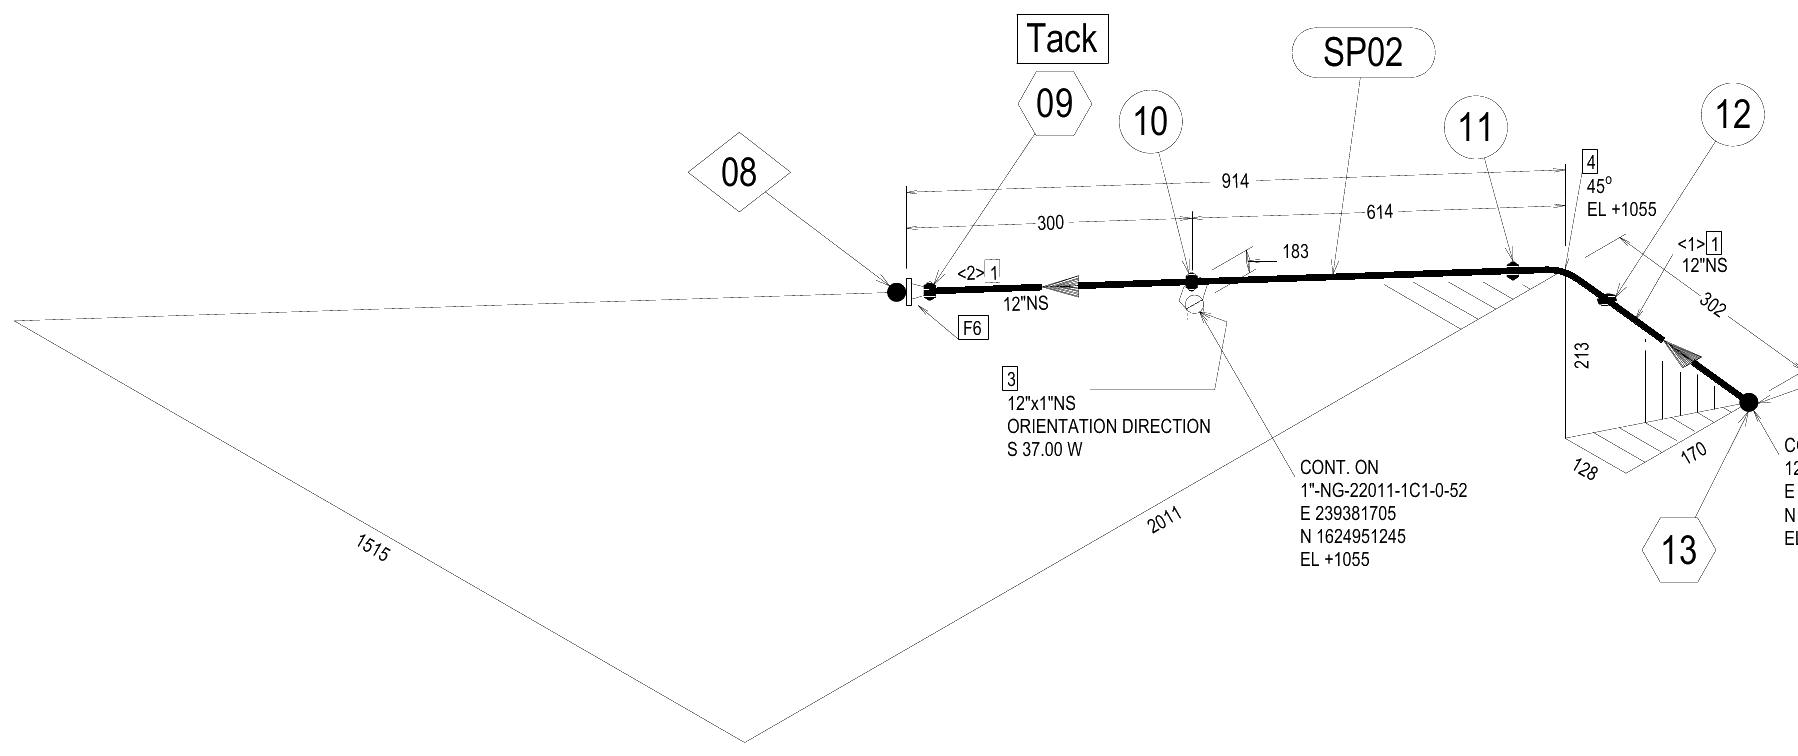 Tack
SP02
09
10
11
12
08
914
4
45°
EL +1055
300
614
<1> 1
12"NS
183
<2> 1
12"NS
302
F6
213
3
12"x1"NS
ORIENTATION DIRECTION
S 37.00 W
128
170
CONT. ON
1"-NG-22011-1C1-0-52
E 239381705
N 1624951245
EL +1055
2011
1515
13
12
E
N